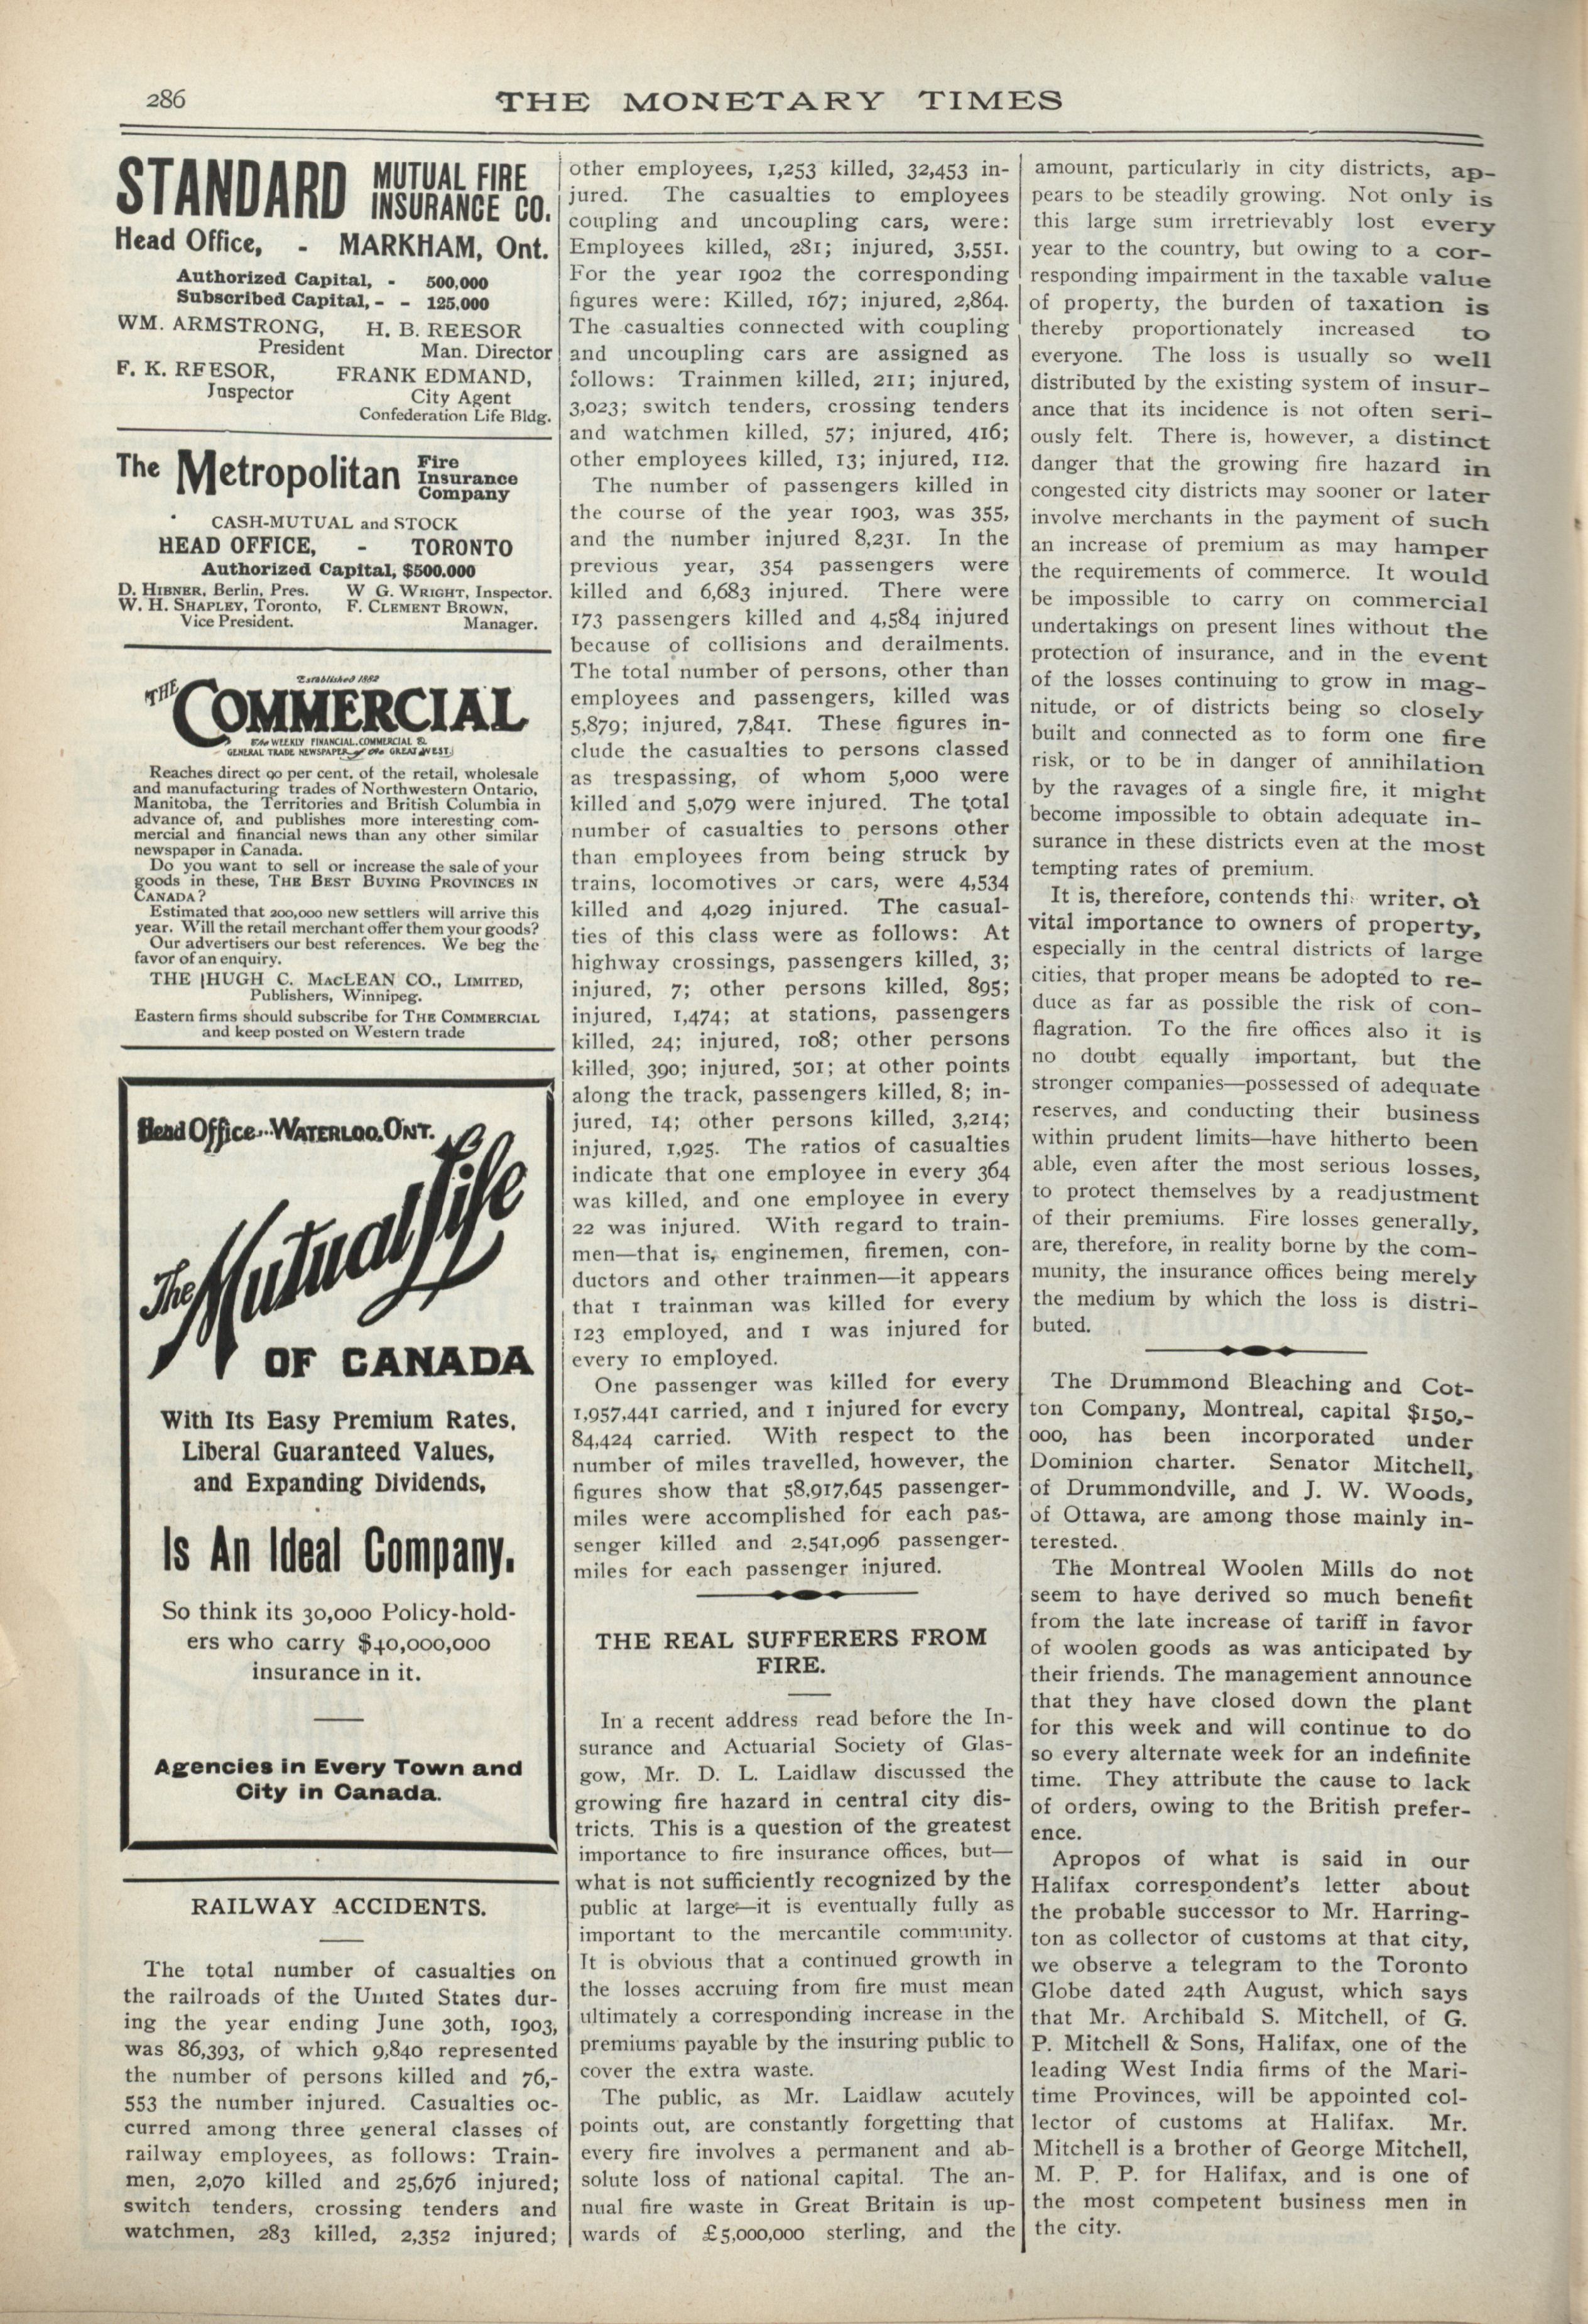 286
THE MONETARY TIMES
STANDARD MUTUAL FIRE
INSURANCE CO.
Head Office, - MARKHAM, Ont.
Authorized Capital, - 500,000
Subscribed Capital, - - 125,000
WM. ARMSTRONG, H. B. REESOR
President Man. Director
F. K. RFESOR, FRANK EDMAND,
Inspector City Agent
Confederation Life Bldg.
The Metropolitan Fire
Insurance
Company
CASH-MUTUAL and STOCK
HEAD OFFICE, - TORONTO
Authorized Capital, $500.000
D. HIBNER, Berlin, Pres. W G. WRIGHT, Inspector.
W. H. SHAPLEY, Toronto, F. CLEMENT BROWN,
Vice President. Manager.
Established 1882
THE COMMERCIAL
The WEEKLY FINANCIAL, COMMERCIAL &
GENERAL TRADE NEWSPAPER of the GREAT WEST
Reaches direct 90 per cent. of the retail, wholesale
and manufacturing trades of Northwestern Ontario,
Manitoba, the Territories and British Columbia in
advance of, and publishes more interesting com-
mercial and financial news than any other similar
newspaper in Canada.
Do you want to sell or increase the sale of your
goods in these, THE BEST BUYING PROVINCES IN
CANADA?
Estimated that 200,000 new settlers will arrive this
year. Will the retail merchant offer them your goods?
Our advertisers our best references. We beg the
favor of an enquiry.
THE HUGH C. MACLEAN CO., LIMITED,
Publishers, Winnipeg.
Eastern firms should subscribe for THE COMMERCIAL
and keep posted on Western trade
Head Office...WATERLOO, ONT.
The Mutual Life
OF CANADA
With Its Easy Premium Rates,
Liberal Guaranteed Values,
and Expanding Dividends,
Is An Ideal Company.
So think its 30,000 Policy-hold-
ers who carry $40,000,000
insurance in it.
Agencies in Every Town and
City in Canada.
RAILWAY ACCIDENTS.
The total number of casualties on
the railroads of the United States dur-
ing the year ending June 30th, 1903,
was 86,393, of which 9,840 represented
the number of persons killed and 76,-
553 the number injured. Casualties oc-
curred among three general classes of
railway employees, as follows: Train-
men, 2,070 killed and 25,676 injured;
switch tenders, crossing tenders and
watchmen, 283 killed, 2,352 injured;
other employees, 1,253 killed, 32,453 in-
jured. The casualties to employees
coupling and uncoupling cars, were:
Employees killed, 281; injured, 3,551.
For the year 1902 the corresponding
figures were: Killed, 167; injured, 2,864.
The casualties connected with coupling
and uncoupling cars are assigned as
follows: Trainmen killed, 211; injured,
3,023; switch tenders, crossing tenders
and watchmen killed, 57; injured, 416;
other employees killed, 13; injured, 112.
The number of passengers killed in
the course of the year 1903, was 355,
and the number injured 8,231. In the
previous year, 354 passengers were
killed and 6,683 injured. There were
173 passengers killed and 4,584 injured
because of collisions and derailments.
The total number of persons, other than
employees and passengers, killed was
5,879; injured, 7,841. These figures in-
clude the casualties to persons classed
as trespassing, of whom 5,000 were
killed and 5,079 were injured. The total
number of casualties to persons other
than employees from being struck by
trains, locomotives or cars, were 4,534
killed and 4,029 injured. The casual-
ties of this class were as follows: At
highway crossings, passengers killed, 3;
injured, 7; other persons killed, 895;
injured, 1,474; at stations, passengers
killed, 24; injured, 108; other persons
killed, 390; injured, 501; at other points
along the track, passengers killed, 8; in-
jured, 14; other persons killed, 3,214;
injured, 1,925. The ratios of casualties
indicate that one employee in every 364
was killed, and one employee in every
22 was injured. With regard to train-
men—that is, enginemen, firemen, con-
ductors and other trainmen—it appears
that 1 trainman was killed for every
123 employed, and 1 was injured for
every 10 employed.
One passenger was killed for every
1,957,441 carried, and 1 injured for every
84,424 carried. With respect to the
number of miles travelled, however, the
figures show that 58,917,645 passenger-
miles were accomplished for each pas-
senger killed and 2,541,096 passenger-
miles for each passenger injured.
THE REAL SUFFERERS FROM
FIRE.
In a recent address read before the In-
surance and Actuarial Society of Glas-
gow, Mr. D. L. Laidlaw discussed the
growing fire hazard in central city dis-
tricts. This is a question of the greatest
importance to fire insurance offices, but—
what is not sufficiently recognized by the
public at large—it is eventually fully as
important to the mercantile community.
It is obvious that a continued growth in
the losses accruing from fire must mean
ultimately a corresponding increase in the
premiums payable by the insuring public to
cover the extra waste.
The public, as Mr. Laidlaw acutely
points out, are constantly forgetting that
every fire involves a permanent and ab-
solute loss of national capital. The an-
nual fire waste in Great Britain is up-
wards of £5,000,000 sterling, and the
amount, particularly in city districts, ap-
pears to be steadily growing. Not only is
this large sum irretrievably lost every
year to the country, but owing to a cor-
responding impairment in the taxable value
of property, the burden of taxation is
thereby proportionately increased to
everyone. The loss is usually so well
distributed by the existing system of insur-
ance that its incidence is not often seri-
ously felt. There is, however, a distinct
danger that the growing fire hazard in
congested city districts may sooner or later
involve merchants in the payment of such
an increase of premium as may hamper
the requirements of commerce. It would
be impossible to carry on commercial
undertakings on present lines without the
protection of insurance, and in the event
of the losses continuing to grow in mag-
nitude, or of districts being so closely
built and connected as to form one fire
risk, or to be in danger of annihilation
by the ravages of a single fire, it might
become impossible to obtain adequate in-
surance in these districts even at the most
tempting rates of premium.
It is, therefore, contends thi writer, of
vital importance to owners of property,
especially in the central districts of large
cities, that proper means be adopted to re-
duce as far as possible the risk of con-
flagration. To the fire offices also it is
no doubt equally important, but the
stronger companies—possessed of adequate
reserves, and conducting their business
within prudent limits—have hitherto been
able, even after the most serious losses,
to protect themselves by a readjustment
of their premiums. Fire losses generally,
are, therefore, in reality borne by the com-
munity, the insurance offices being merely
the medium by which the loss is distri-
buted.
The Drummond Bleaching and Cot-
ton Company, Montreal, capital $150,-
000, has been incorporated under
Dominion charter. Senator Mitchell,
of Drummondville, and J. W. Woods,
of Ottawa, are among those mainly in-
terested.
The Montreal Woolen Mills do not
seem to have derived so much benefit
from the late increase of tariff in favor
of woolen goods as was anticipated by
their friends. The management announce
that they have closed down the plant
for this week and will continue to do
so every alternate week for an indefinite
time. They attribute the cause to lack
of orders, owing to the British prefer-
ence.
Apropos of what is said in our
Halifax correspondent's letter about
the probable successor to Mr. Harring-
ton as collector of customs at that city,
we observe a telegram to the Toronto
Globe dated 24th August, which says
that Mr. Archibald S. Mitchell, of G.
P. Mitchell & Sons, Halifax, one of the
leading West India firms of the Mari-
time Provinces, will be appointed col-
lector of customs at Halifax. Mr.
Mitchell is a brother of George Mitchell,
M. P. P. for Halifax, and is one of
the most competent business men in
the city.